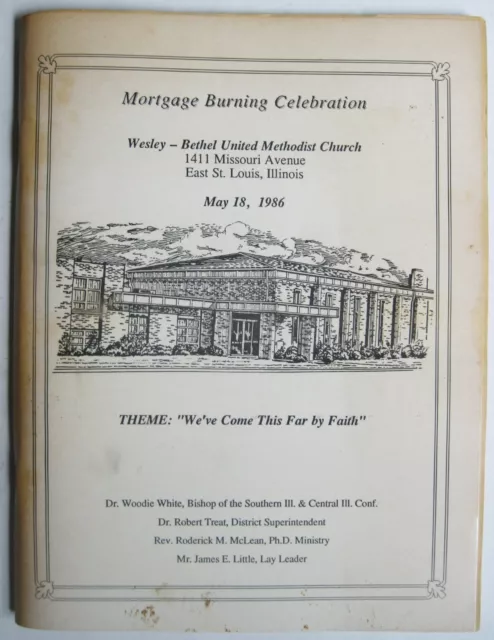 Mortgage Burning Celebration
Wesley – Bethel United Methodist Church
1411 Missouri Avenue
East St. Louis, Illinois
May 18, 1986
THEME: "We've Come This Far by Faith"
Dr. Woodie White, Bishop of the Southern Ill. & Central Ill. Conf.
Dr. Robert Treat, District Superintendent
Rev. Roderick M. McLean, Ph.D. Ministry
Mr. James E. Little, Lay Leader